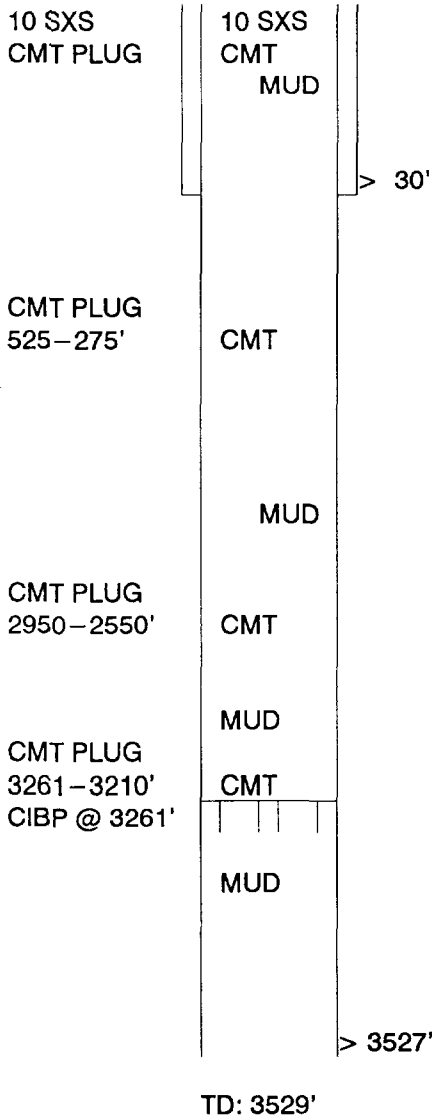 10 SXS 10 SXS
CMT PLUG CMT
MUD
> 30'
CMT PLUG
525–275' CMT
MUD
CMT PLUG
2950–2550' CMT
MUD
CMT PLUG
3261–3210' CMT
CIBP @ 3261'
MUD
> 3527'
TD: 3529'